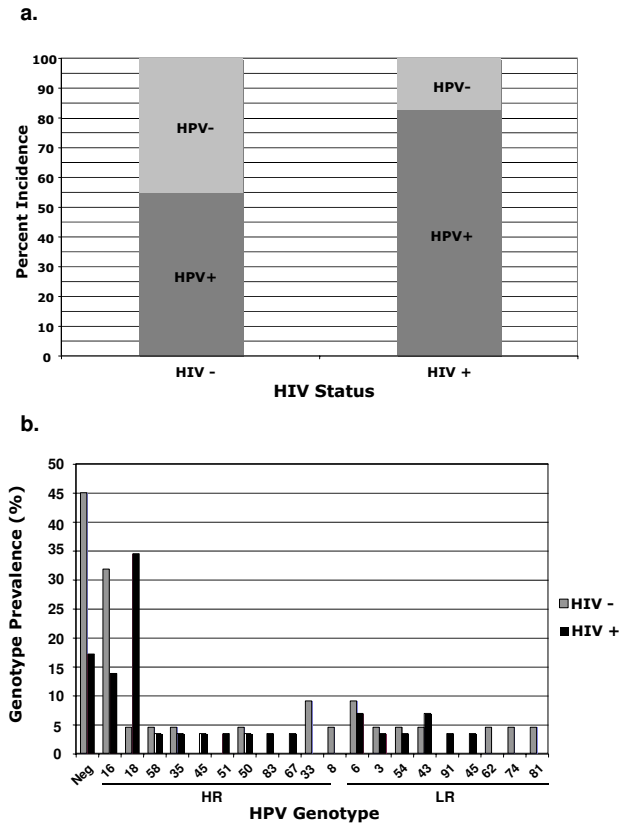 a.
Percent Incidence
100
90
80
70
60
50
40
30
20
10
0
HPV-
HPV+
HPV-
HPV+
HIV - HIV +
HIV Status
b.
Genotype Prevalence (%)
50
45
40
35
30
25
20
15
10
5
0
HIV -
HIV +
Neg 16 18 58 35 45 51 50 83 67 33 8 6 3 54 43 91 45 62 74 81
HR LR
HPV Genotype